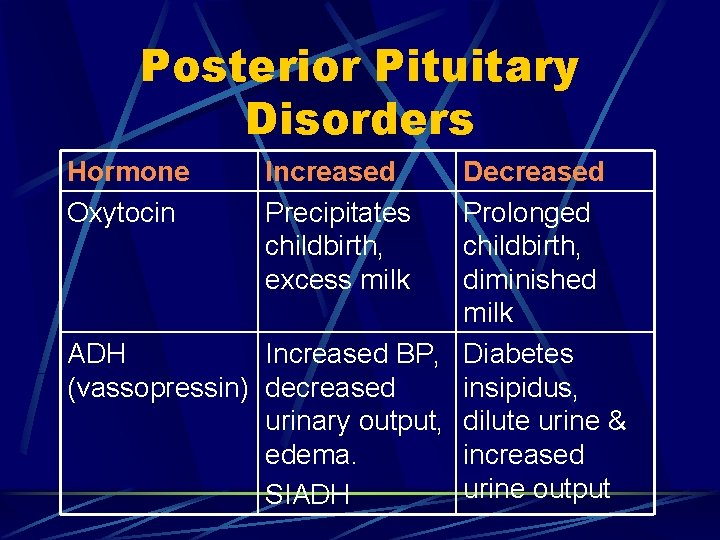 Posterior Pituitary
Disorders
Hormone Increased Decreased
Oxytocin
Precipitates
childbirth,
excess milk
Prolonged
childbirth,
diminished
milk
ADH
(vassopressin)
Increased BP,
decreased
urinary output,
edema.
SIADH
Diabetes
insipidus,
dilute urine &
increased
urine output